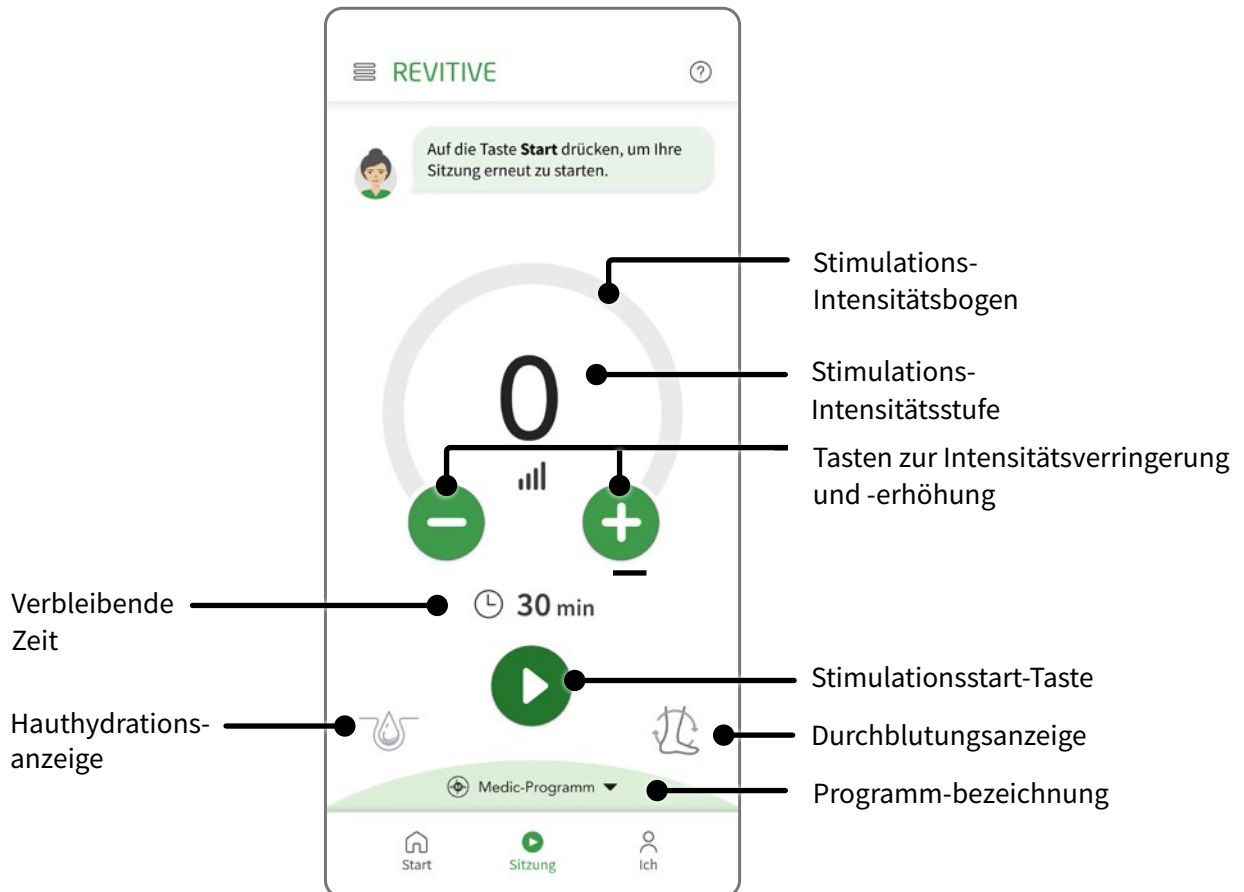 REVITIVE
?
Auf die Taste Start drücken, um Ihre
Sitzung erneut zu starten.
Stimulations-
Intensitätsbogen
0
Stimulations-
Intensitätsstufe
Tasten zur Intensitätsverringerung
und -erhöhung
Verbleibende
Zeit
30 min
Stimulationsstart-Taste
Hauthydrations-
anzeige
Durchblutungsanzeige
Medic-Programm
Programm-bezeichnung
Start
Sitzung
Ich